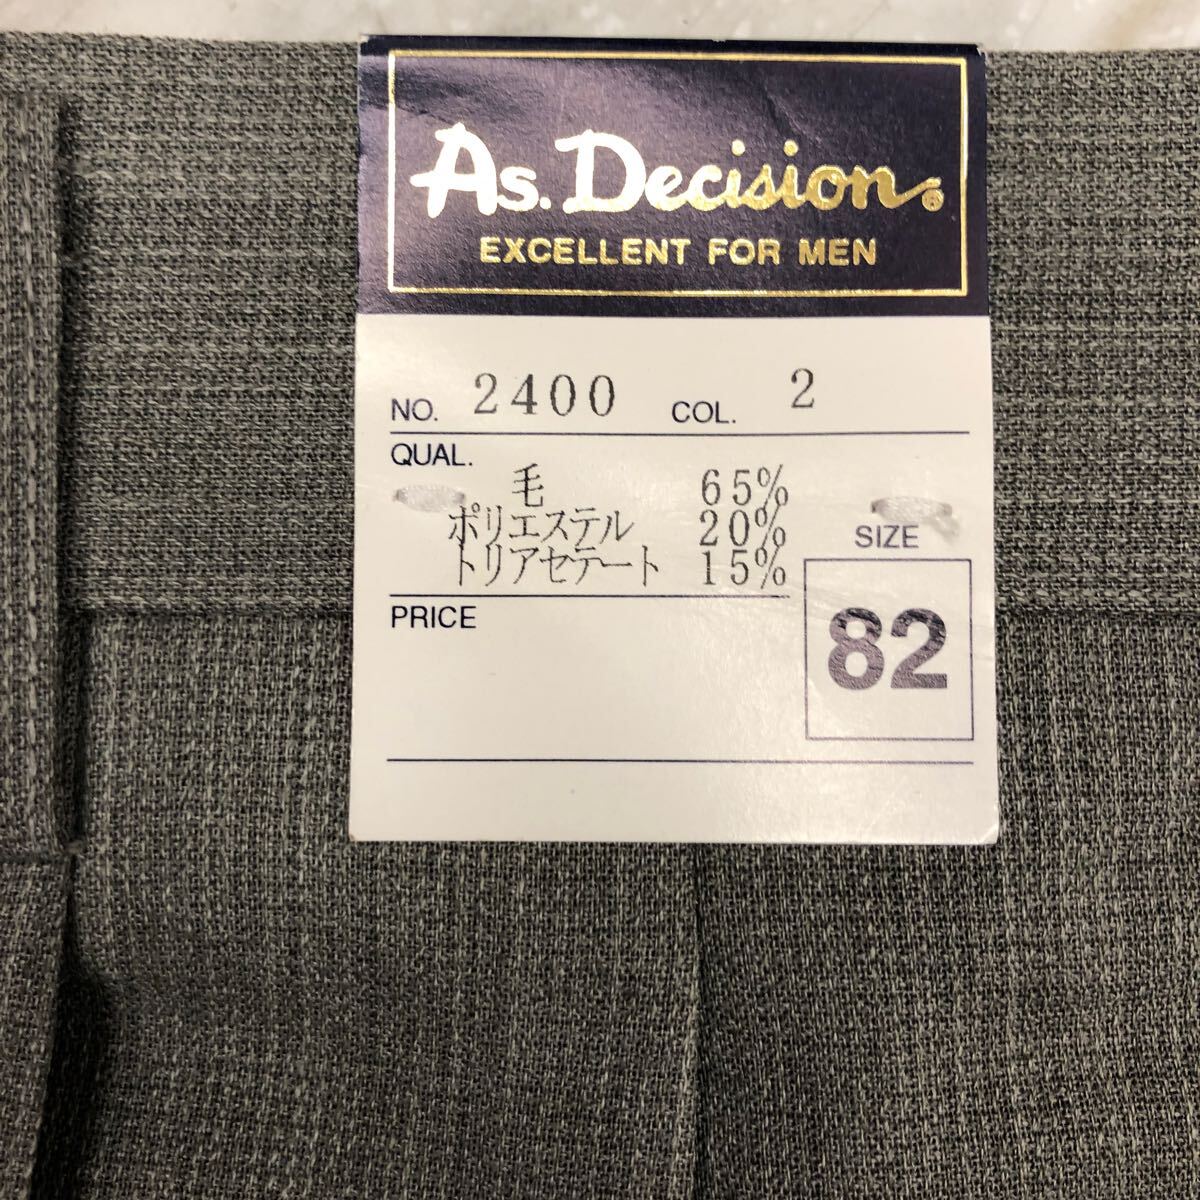 As. Decision®
EXCELLENT FOR MEN
NO. 2400 COL. 2
QUAL.
毛 65%
ポリエステル 20%
トリアセテート 15%
SIZE
82
PRICE